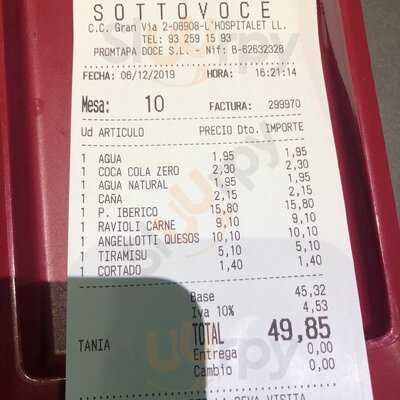 SOTTOVOCE
C.C. Gran Via 2-08908-L'HOSPITALET LL.
TEL: 93 259 15 93
PROMTAPA DOCE S.L. - Nif: B-62632328
FECHA: 06/12/2019 HORA: 16:21:14
Mesa: 10 FACTURA: 299970
Ud ARTICULO PRECIO Dto. IMPORTE
1 AGUA 1,95 1,95
1 COCA COLA ZERO 2,30 2,30
1 AGUA NATURAL 1,95 1,95
1 CAÑA 2,15 2,15
1 P. IBERICO 15,80 15,80
1 RAVIOLI CARNE 9,10 9,10
1 ANGELLOTTI QUESOS 10,10 10,10
1 TIRAMISU 5,10 5,10
1 CORTADO 1,40 1,40
Base 45,32
Iva 10% 4,53
TANIA TOTAL 49,85
Entrega 0,00
Cambio 0,00
VISITA